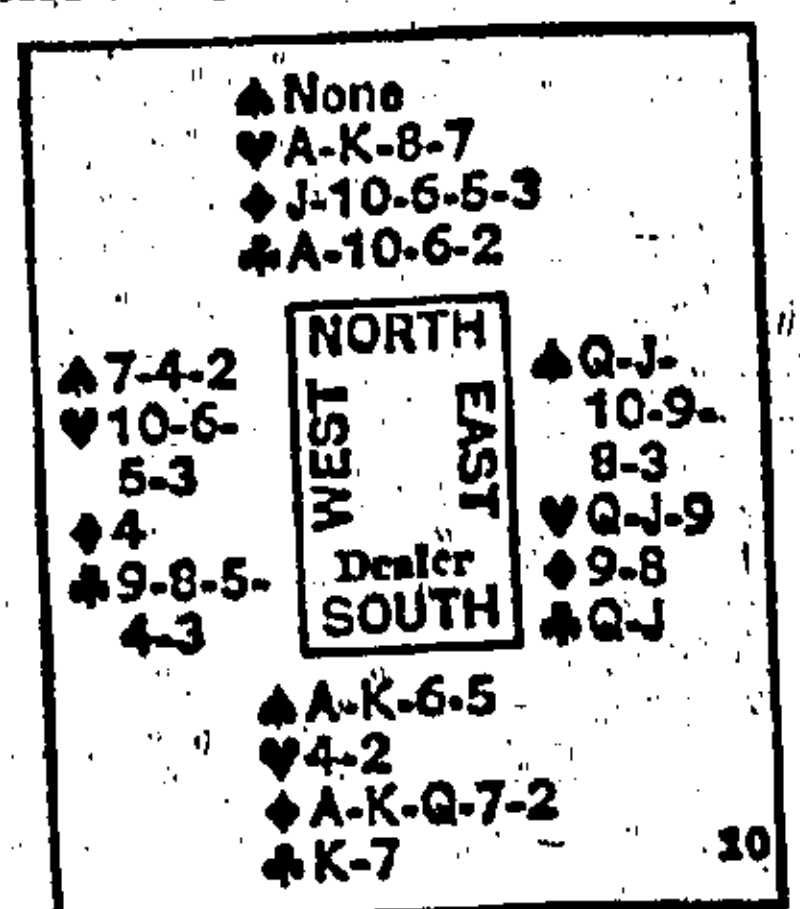 ♠ None
♥ A-K-8-7
♦ J-10-6-5-3
♣ A-10-6-2
NORTH
♠ 7-4-2
♥ 10-6-
5-3
♦ 4
♣ 9-8-5-
4-3
WEST
EAST
♠ Q-J-
10-9-
8-3
♥ Q-J-9
♦ 9-8
♣ Q-J
Dealer
SOUTH
♠ A-K-6-5
♥ 4-2
♦ A-K-Q-7-2
♣ K-7
10